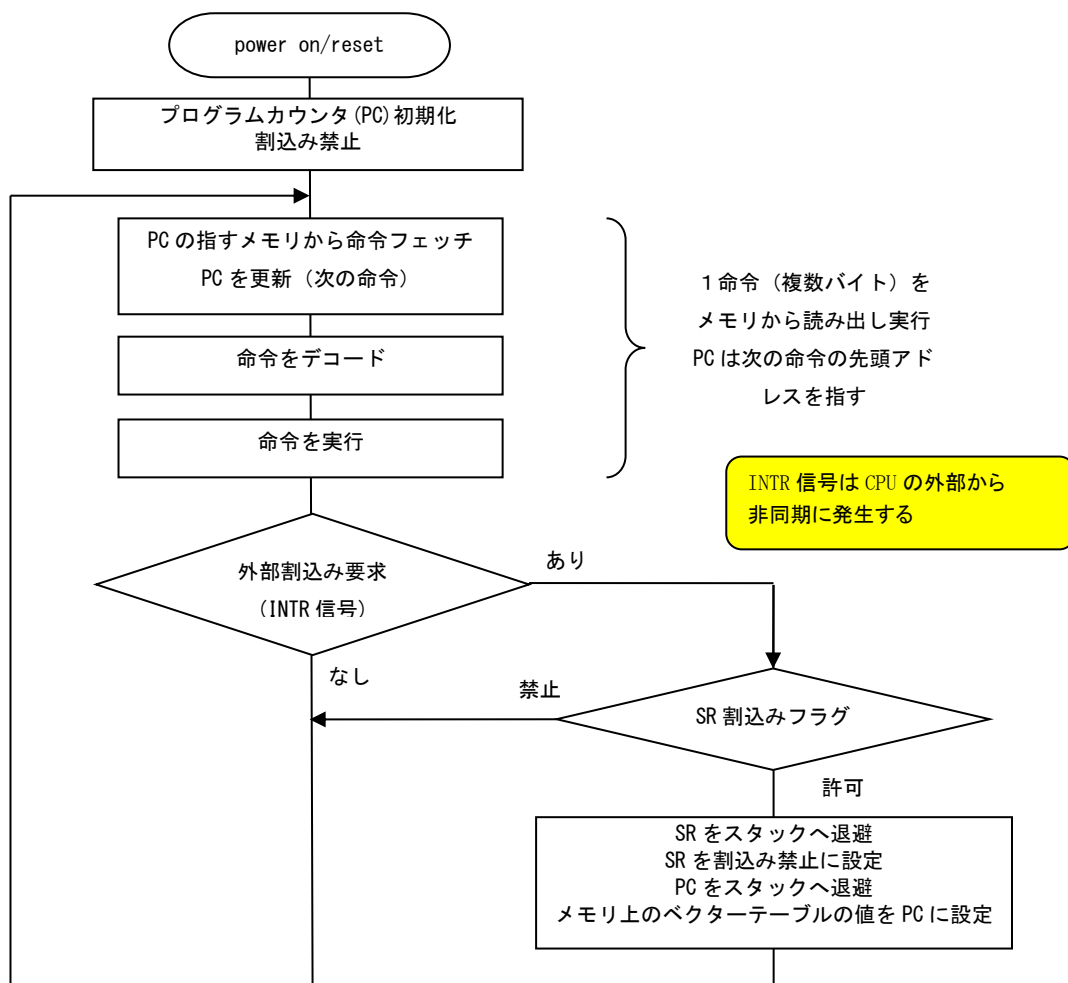 power on/reset
プログラムカウンタ(PC)初期化
割込み禁止
PC の指すメモリから命令フェッチ
PC を更新（次の命令）
命令をデコード
命令を実行
１命令（複数バイト）を
メモリから読み出し実行
PC は次の命令の先頭アド
レスを指す
INTR 信号は CPU の外部から
非同期に発生する
外部割込み要求
（INTR 信号）
あり
なし
禁止
SR 割込みフラグ
許可
SR をスタックへ退避
SR を割込み禁止に設定
PC をスタックへ退避
メモリ上のベクターテーブルの値を PC に設定